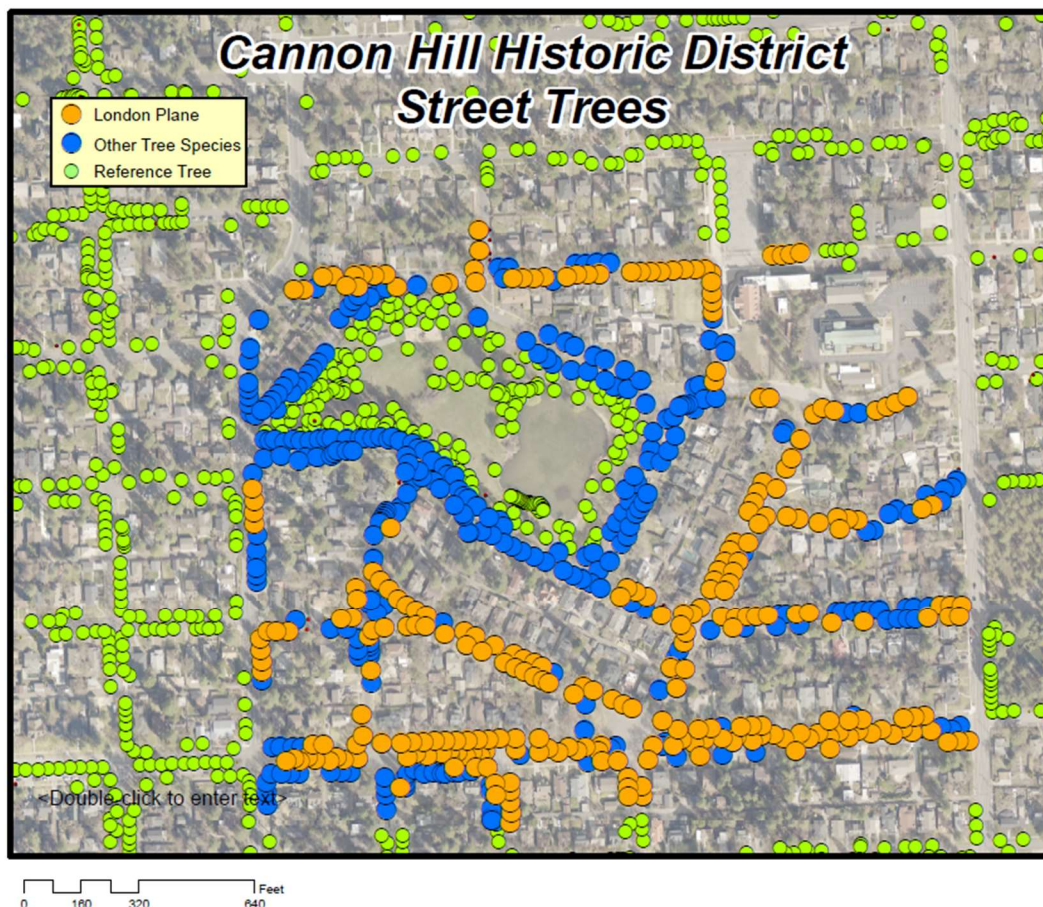 Cannon Hill Historic District
Street Trees
London Plane
Other Tree Species
Reference Tree
<Double-click to enter text>
Feet
0 160 320 640